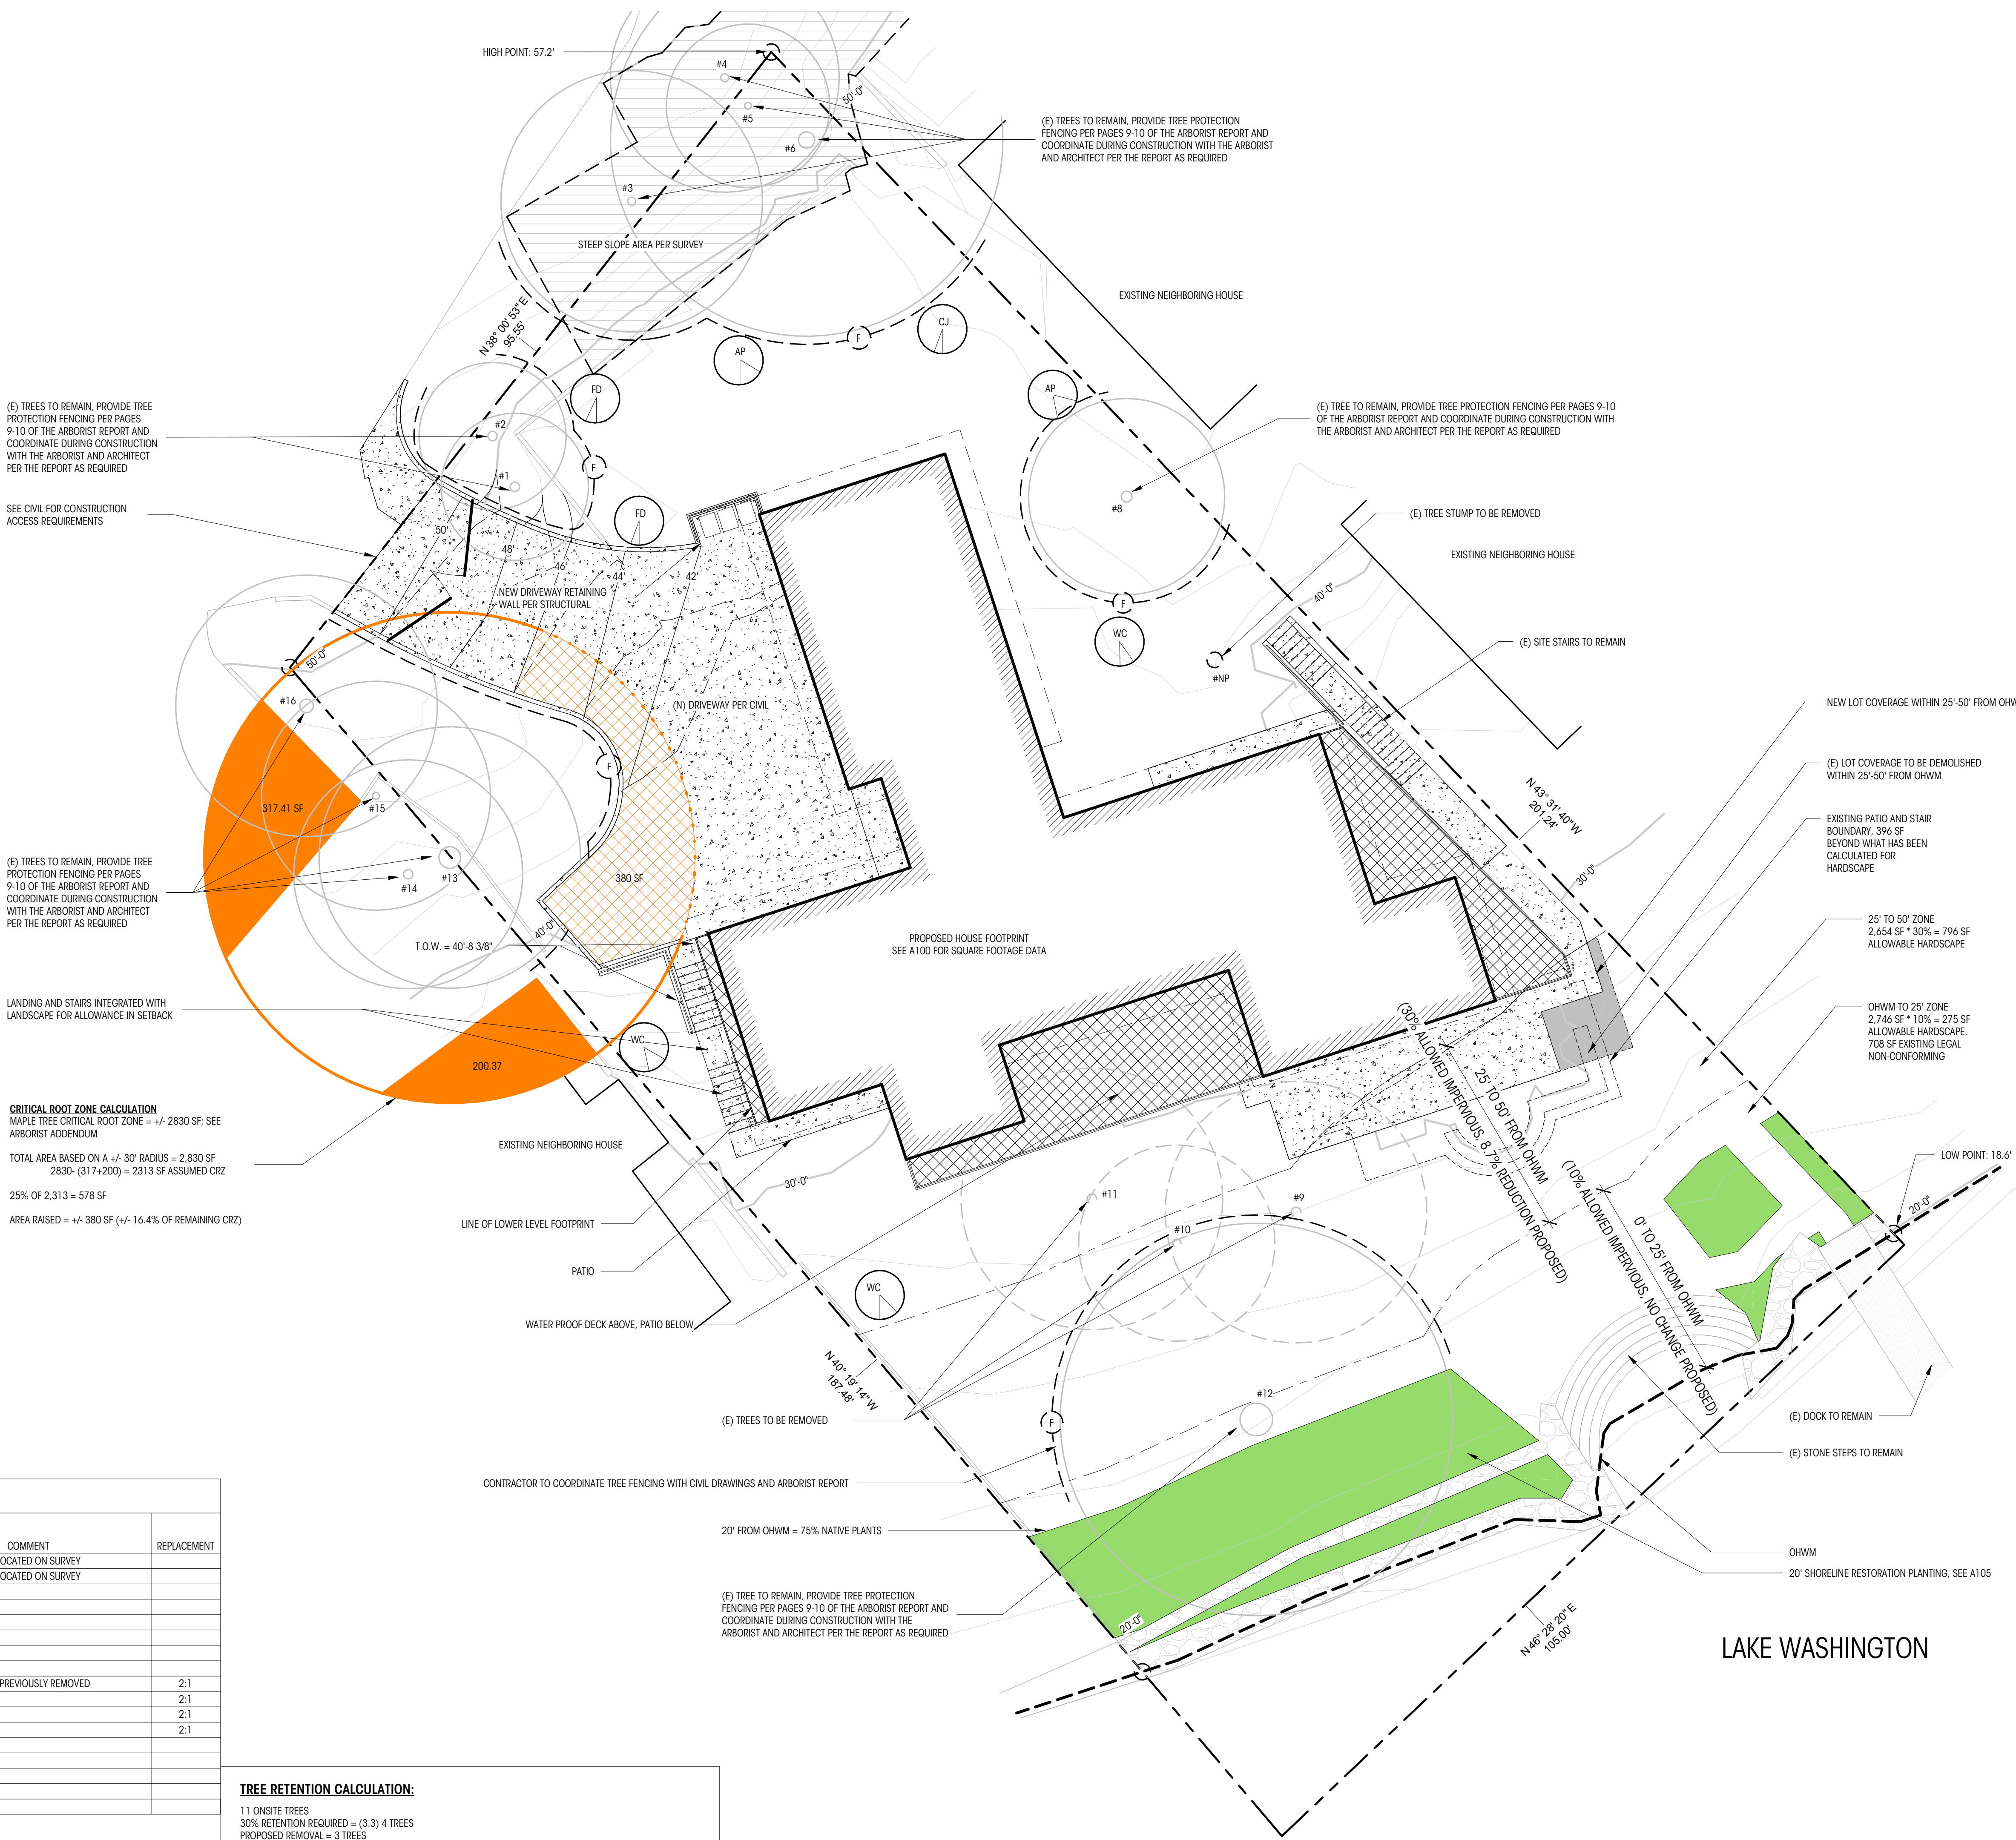 HIGH POINT: 57.2'
#4
#5
#6
#3
50'-0"
(E) TREES TO REMAIN, PROVIDE TREE PROTECTION
FENCING PER PAGES 9-10 OF THE ARBORIST REPORT AND
COORDINATE DURING CONSTRUCTION WITH THE ARBORIST
AND ARCHITECT PER THE REPORT AS REQUIRED
STEEP SLOPE AREA PER SURVEY
EXISTING NEIGHBORING HOUSE
N 38° 00' 53" E
95.55'
CJ
F
AP
FD
AP
(E) TREES TO REMAIN, PROVIDE TREE
PROTECTION FENCING PER PAGES
9-10 OF THE ARBORIST REPORT AND
COORDINATE DURING CONSTRUCTION
WITH THE ARBORIST AND ARCHITECT
PER THE REPORT AS REQUIRED
#2
#1
F
(E) TREE TO REMAIN, PROVIDE TREE PROTECTION FENCING PER PAGES 9-10
OF THE ARBORIST REPORT AND COORDINATE DURING CONSTRUCTION WITH
THE ARBORIST AND ARCHITECT PER THE REPORT AS REQUIRED
#8
SEE CIVIL FOR CONSTRUCTION
ACCESS REQUIREMENTS
FD
50'
48'
46'
44'
42'
(E) TREE STUMP TO BE REMOVED
EXISTING NEIGHBORING HOUSE
NEW DRIVEWAY RETAINING
WALL PER STRUCTURAL
F
WC
40'-0"
(E) SITE STAIRS TO REMAIN
#NP
50'-0"
#16
(N) DRIVEWAY PER CIVIL
NEW LOT COVERAGE WITHIN 25'-50' FROM OHW
F
(E) LOT COVERAGE TO BE DEMOLISHED
WITHIN 25'-50' FROM OHWM
317.41 SF
#15
N 43° 31' 40" W
201.24'
EXISTING PATIO AND STAIR
BOUNDARY, 396 SF
BEYOND WHAT HAS BEEN
CALCULATED FOR
HARDSCAPE
(E) TREES TO REMAIN, PROVIDE TREE
PROTECTION FENCING PER PAGES
9-10 OF THE ARBORIST REPORT AND
COORDINATE DURING CONSTRUCTION
WITH THE ARBORIST AND ARCHITECT
PER THE REPORT AS REQUIRED
#14
#13
380 SF
30'-0"
40'-0"
T.O.W. = 40'-8 3/8"
PROPOSED HOUSE FOOTPRINT
SEE A100 FOR SQUARE FOOTAGE DATA
25' TO 50' ZONE
2,654 SF * 30% = 796 SF
ALLOWABLE HARDSCAPE
LANDING AND STAIRS INTEGRATED WITH
LANDSCAPE FOR ALLOWANCE IN SETBACK
OHWM TO 25' ZONE
2,746 SF * 10% = 275 SF
ALLOWABLE HARDSCAPE.
708 SF EXISTING LEGAL
NON-CONFORMING
WC
200.37
CRITICAL ROOT ZONE CALCULATION
MAPLE TREE CRITICAL ROOT ZONE = +/- 2830 SF; SEE
ARBORIST ADDENDUM
TOTAL AREA BASED ON A +/- 30' RADIUS = 2,830 SF
2830- (317+200) = 2313 SF ASSUMED CRZ
25% OF 2,313 = 578 SF
AREA RAISED = +/- 380 SF (+/- 16.4% OF REMAINING CRZ)
EXISTING NEIGHBORING HOUSE
25' TO 50' FROM OHWM
(30% ALLOWED IMPERVIOUS, 8.7% REDUCTION PROPOSED)
0' TO 25' FROM OHWM
(10% ALLOWED IMPERVIOUS, NO CHANGE PROPOSED)
LOW POINT: 18.6'
20'-0"
30'-0"
#11
#9
#10
LINE OF LOWER LEVEL FOOTPRINT
PATIO
WC
WATER PROOF DECK ABOVE, PATIO BELOW
N 40° 19' 14" W
187.48'
#12
(E) TREES TO BE REMOVED
F
(E) DOCK TO REMAIN
(E) STONE STEPS TO REMAIN
CONTRACTOR TO COORDINATE TREE FENCING WITH CIVIL DRAWINGS AND ARBORIST REPORT
20' FROM OHWM = 75% NATIVE PLANTS
OHWM
20' SHORELINE RESTORATION PLANTING, SEE A105
(E) TREE TO REMAIN, PROVIDE TREE PROTECTION
FENCING PER PAGES 9-10 OF THE ARBORIST REPORT AND
COORDINATE DURING CONSTRUCTION WITH THE
ARBORIST AND ARCHITECT PER THE REPORT AS REQUIRED
20'-0"
N 46° 28' 20" E
105.00'
LAKE WASHINGTON
COMMENT REPLACEMENT
OCATED ON SURVEY
OCATED ON SURVEY
PREVIOUSLY REMOVED 2:1
2:1
2:1
2:1
TREE RETENTION CALCULATION:
11 ONSITE TREES
30% RETENTION REQUIRED = (3.3) 4 TREES
PROPOSED REMOVAL = 3 TREES